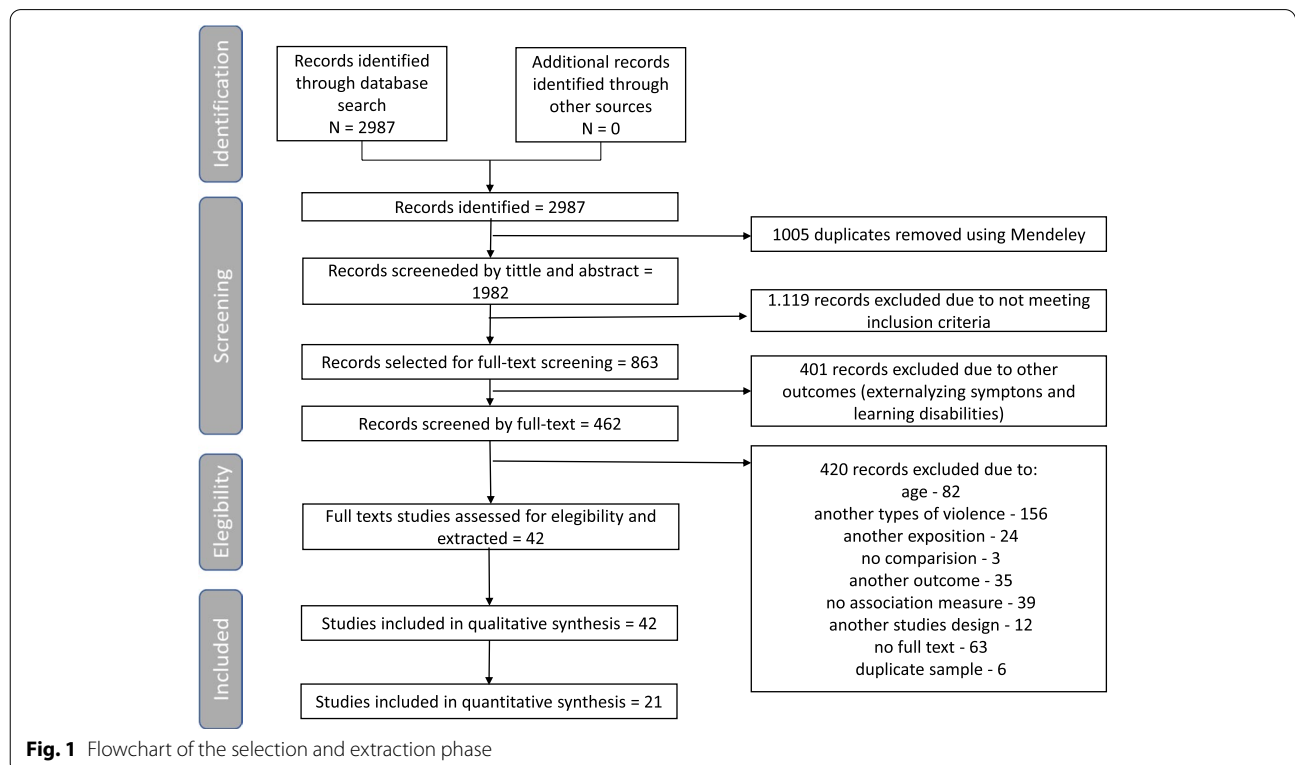 Identification
Records identified
through database
search
N = 2987
Additional records
identified through
other sources
N = 0
Screening
Records identified = 2987
1005 duplicates removed using Mendeley
Records screeneded by tittle and abstract =
1982
1.119 records excluded due to not meeting
inclusion criteria
Records selected for full-text screening = 863
401 records excluded due to other
outcomes (externalyzing symptons and
learning disabilities)
Records screened by full-text = 462
Elegibility
420 records excluded due to:
age - 82
another types of violence - 156
another exposition - 24
no comparision - 3
another outcome - 35
no association measure - 39
another studies design - 12
no full text - 63
duplicate sample - 6
Full texts studies assessed for elegibility and
extracted = 42
Included
Studies included in qualitative synthesis = 42
Studies included in quantitative synthesis = 21
Fig. 1 Flowchart of the selection and extraction phase